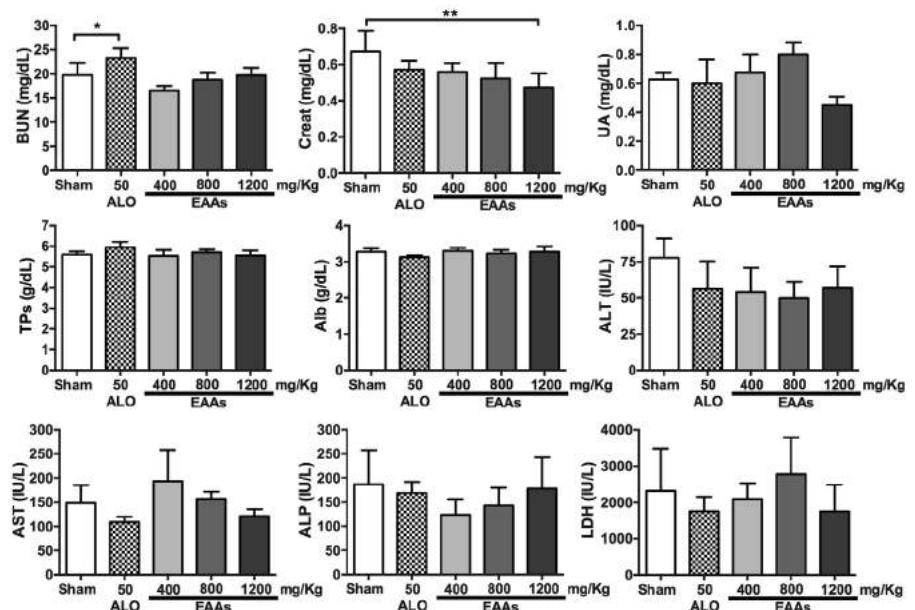 *
30
25
20
15
10
5
0
BUN (mg/dL)
Sham 50 400 800 1200 mg/Kg
ALO EAAs
**
0.8
0.6
0.4
0.2
0.0
Creat (mg/dL)
Sham 50 400 800 1200 mg/Kg
ALO EAAs
1.0
0.8
0.6
0.4
0.2
0.0
UA (mg/dL)
Sham 50 400 800 1200 mg/Kg
ALO EAAs
7
6
5
4
3
2
1
0
TPs (g/dL)
Sham 50 400 800 1200 mg/Kg
ALO EAAs
4
3
2
1
0
Alb (g/dL)
Sham 50 400 800 1200 mg/Kg
ALO EAAs
100
75
50
25
0
ALT (IU/L)
Sham 50 400 800 1200 mg/Kg
ALO EAAs
300
250
200
150
100
50
0
AST (IU/L)
Sham 50 400 800 1200 mg/Kg
ALO EAAs
300
250
200
150
100
50
0
ALP (IU/L)
Sham 50 400 800 1200 mg/Kg
ALO EAAs
4000
3000
2000
1000
0
LDH (IU/L)
Sham 50 400 800 1200 mg/Kg
ALO EAAs